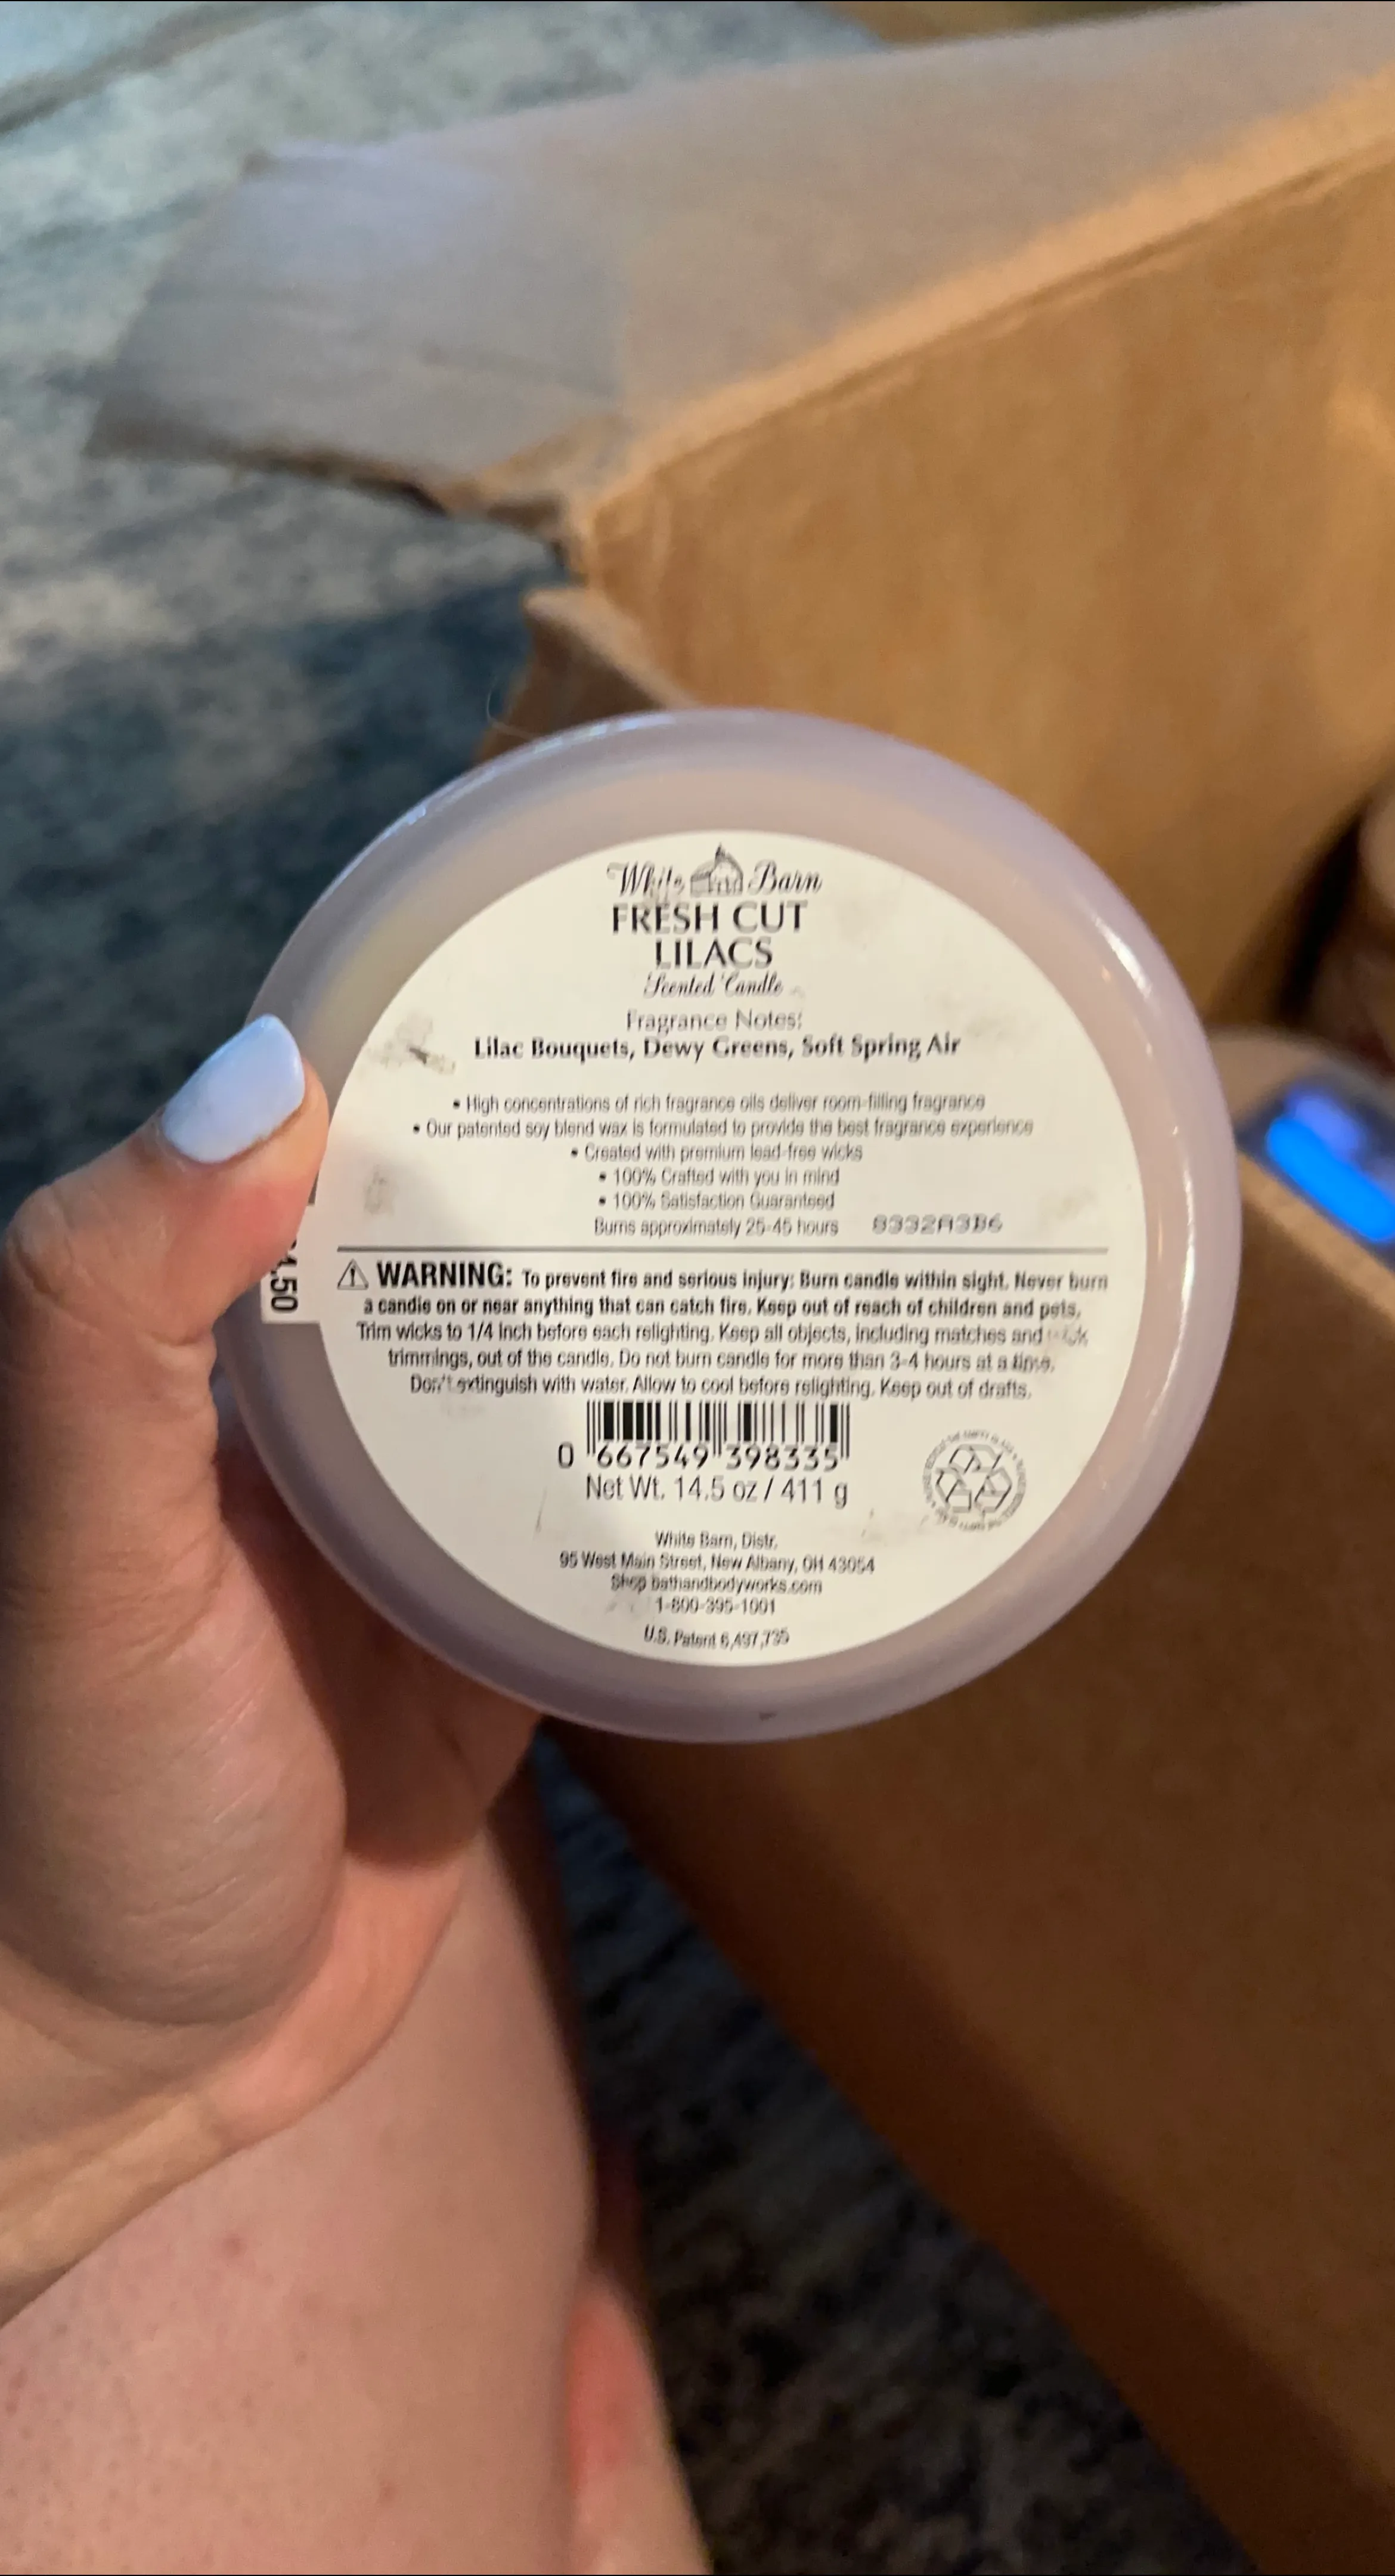 White Barn
FRESH CUT
LILACS
Scented Candle
Fragrance Notes:
Lilac Bouquets, Dewy Greens, Soft Spring Air
• High concentrations of rich fragrance oils deliver room-filling fragrance
• Our patented soy blend wax is formulated to provide the best fragrance experience
• Created with premium lead-free wicks
• 100% Crafted with you in mind
• 100% Satisfaction Guaranteed
Burns approximately 25-45 hours 8332A3B6
.50
⚠ WARNING: To prevent fire and serious injury: Burn candle within sight. Never burn
a candle on or near anything that can catch fire. Keep out of reach of children and pets.
Trim wicks to 1/4 inch before each relighting. Keep all objects, including matches and
trimmings, out of the candle. Do not burn candle for more than 3-4 hours at a time.
Don't extinguish with water. Allow to cool before relighting. Keep out of drafts.
0 667549 398335
Net Wt. 14.5 oz / 411 g
White Barn, Distr.
95 West Main Street, New Albany, OH 43054
Shop bathandbodyworks.com
1-800-395-1001
U.S. Patent 6,497,735